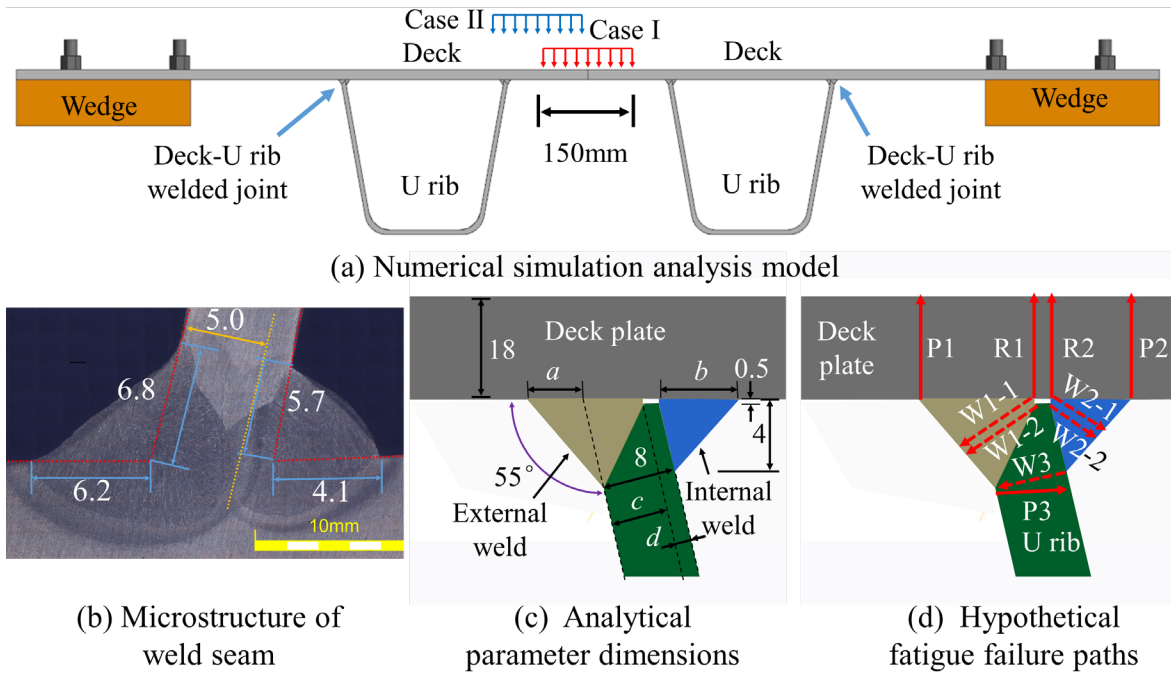 Case II
Case I
Deck
Deck
Wedge
Wedge
150mm
Deck-U rib
welded joint
U rib
U rib
Deck-U rib
welded joint
(a) Numerical simulation analysis model
5.0
6.8
5.7
6.2
4.1
10mm
(b) Microstructure of
weld seam
Deck plate
18
a
b
0.5
4
55°
8
External
weld
Internal
weld
c
d
(c) Analytical
parameter dimensions
Deck
plate
P1
R1
R2
P2
W1-1
W1-2
W2-1
W2-2
W3
P3
U rib
(d) Hypothetical
fatigue failure paths